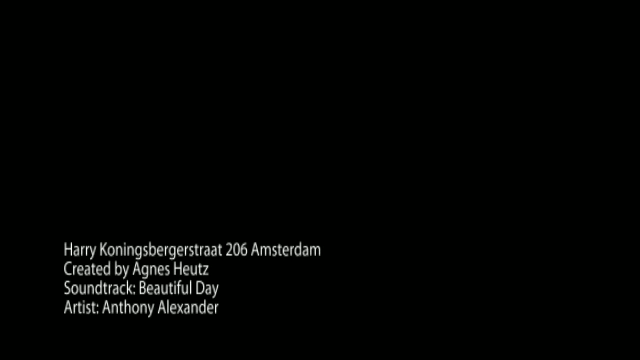 Harry Koningsbergerstraat 206 Amsterdam
Created by Agnes Heutz
Soundtrack: Beautiful Day
Artist: Anthony Alexander